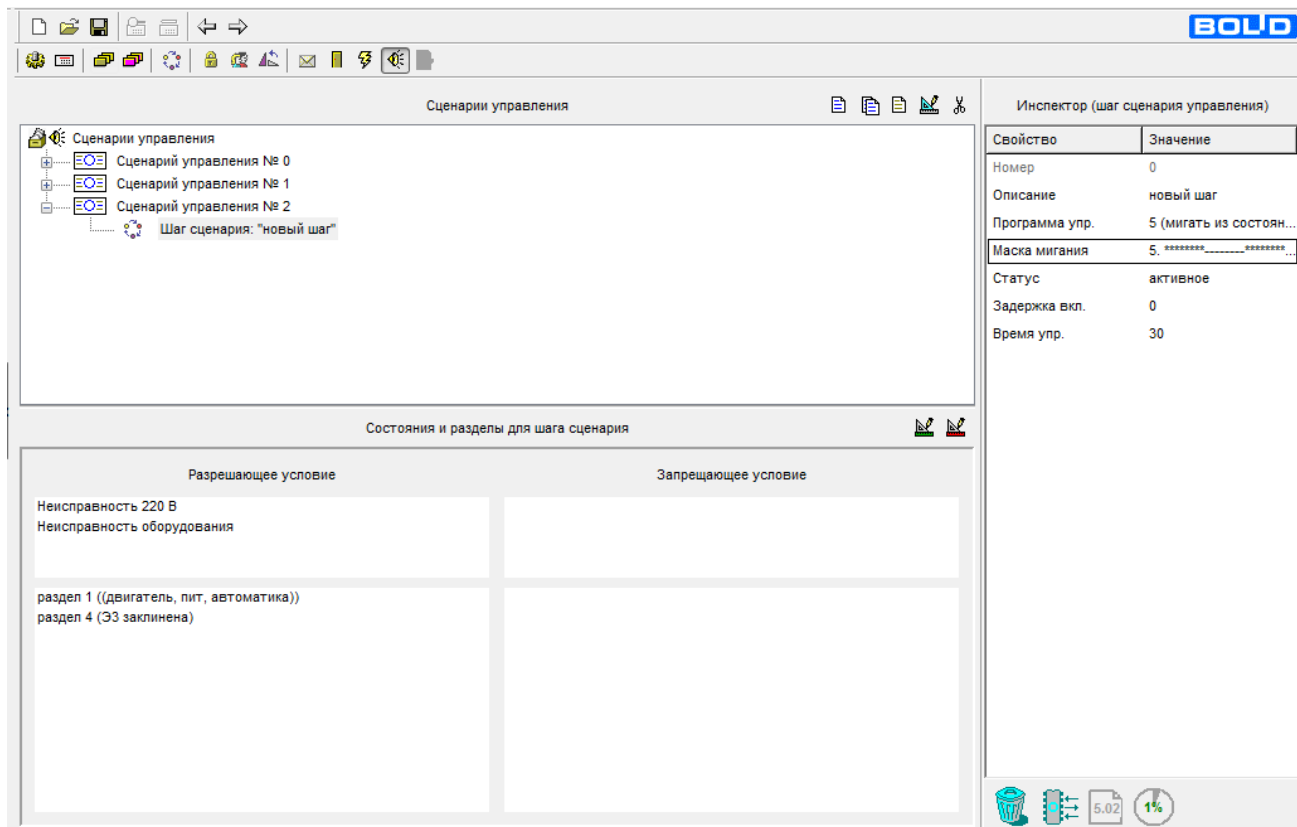 BOLID
Сценарии управления
Инспектор (шаг сценария управления)
Сценарии управления
Сценарий управления № 0
Сценарий управления № 1
Сценарий управления № 2
Шаг сценария: "новый шаг"
Свойство Значение
Номер 0
Описание новый шаг
Программа упр. 5 (мигать из состоян...
Маска мигания 5. ********--------********...
Статус активное
Задержка вкл. 0
Время упр. 30
Состояния и разделы для шага сценария
Разрешающее условие Запрещающее условие
Неисправность 220 В
Неисправность оборудования
раздел 1 ((двигатель, пит, автоматика))
раздел 4 (ЭЗ заклинена)
5.02 1%